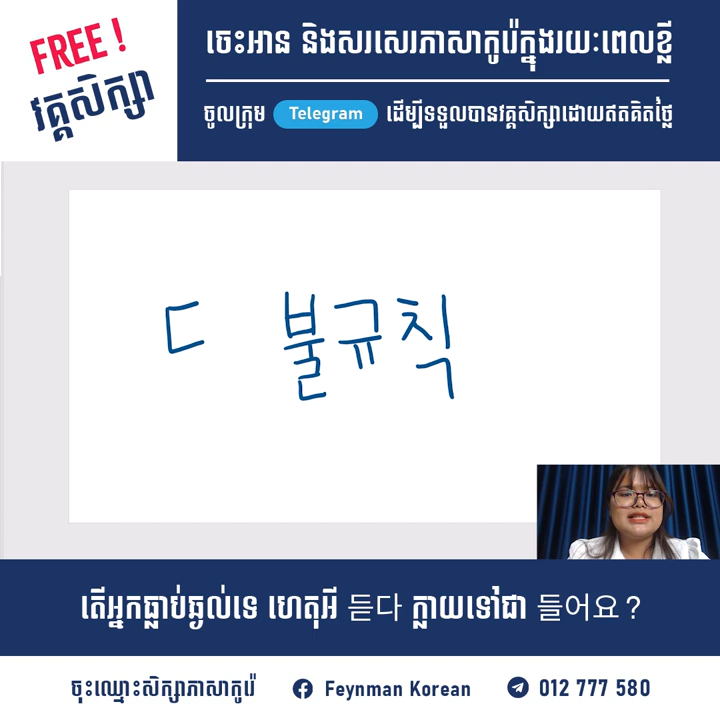 FREE !
វគ្គសិក្សា
ចេះអាន និងសរសេរភាសាកូរ៉េក្នុងរយៈពេលខ្លី
ចូលក្រុម Telegram ដើម្បីទទួលបានវគ្គសិក្សាដោយឥតគិតថ្លៃ
ㄷ 불규칙
តើអ្នកធ្លាប់ឆ្ងល់ទេ ហេតុអី 듣다 ក្លាយទៅជា 들어요 ?
ចុះឈ្មោះសិក្សាភាសាកូរ៉េ Feynman Korean 012 777 580